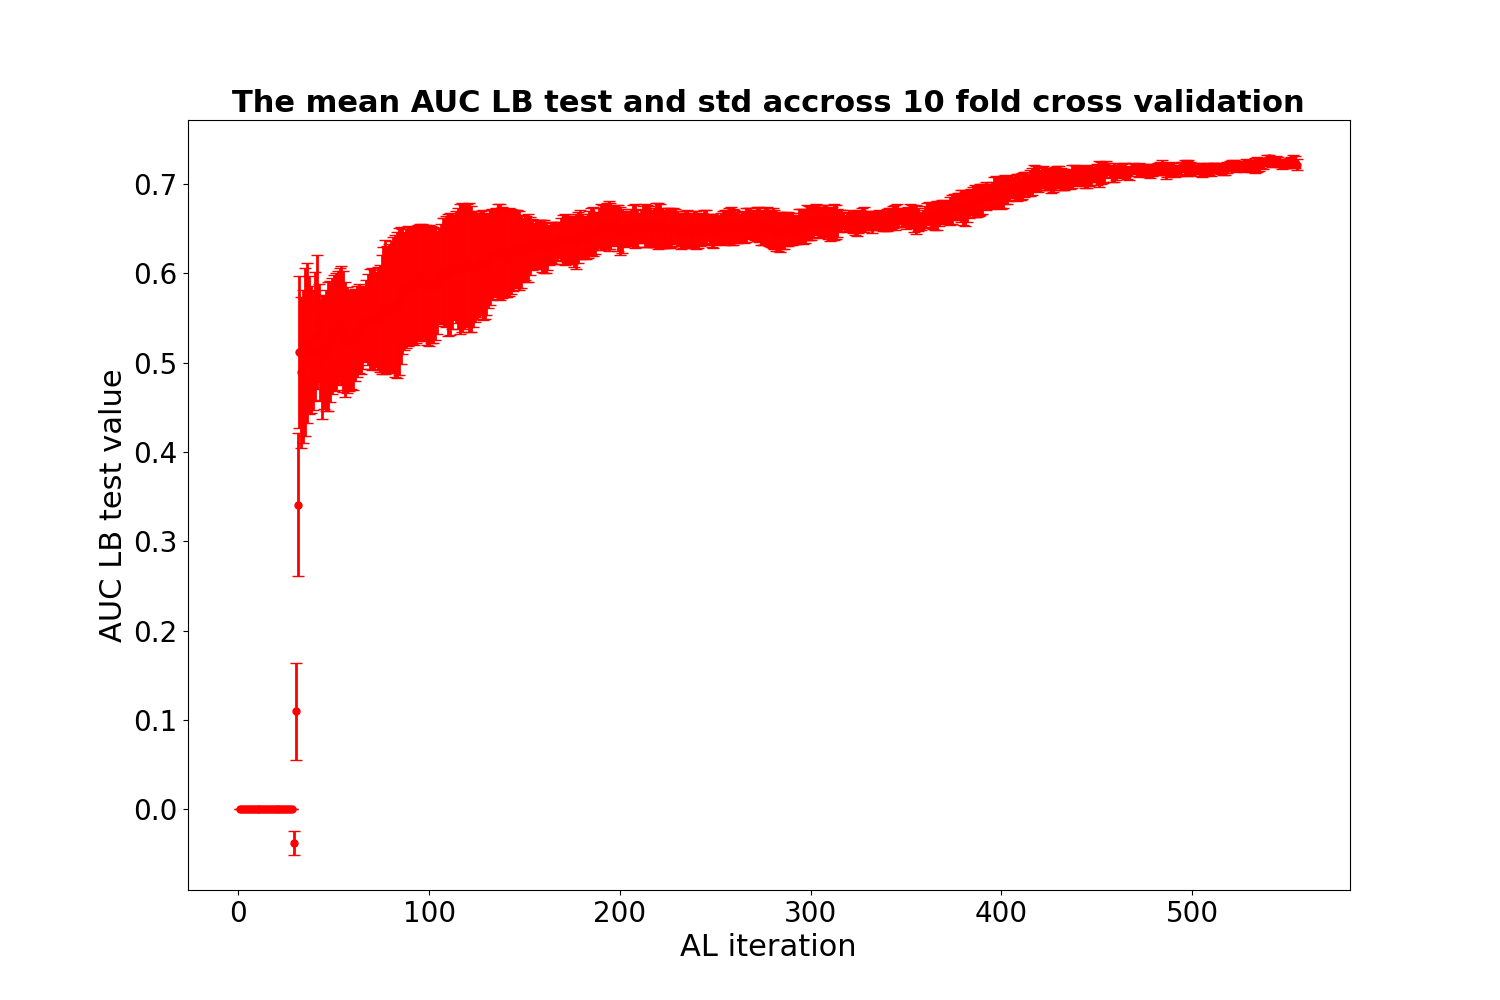 The mean AUC LB test and std accross 10 fold cross validation
AUC LB test value
0.7
0.6
0.5
0.4
0.3
0.2
0.1
0.0
0 100 200 300 400 500
AL iteration